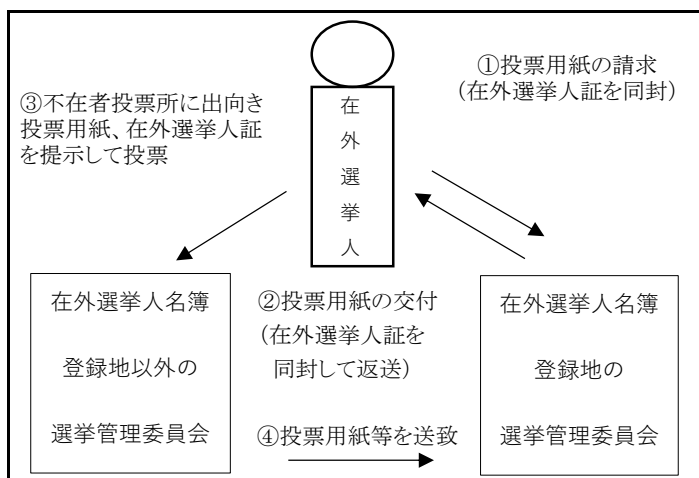 ①投票用紙の請求
(在外選挙人証を同封)
③不在者投票所に出向き
投票用紙、在外選挙人証
を提示して投票
在外選挙人
在外選挙人名簿
登録地以外の
選挙管理委員会
②投票用紙の交付
(在外選挙人証を
同封して返送)
在外選挙人名簿
登録地の
選挙管理委員会
④投票用紙等を送致